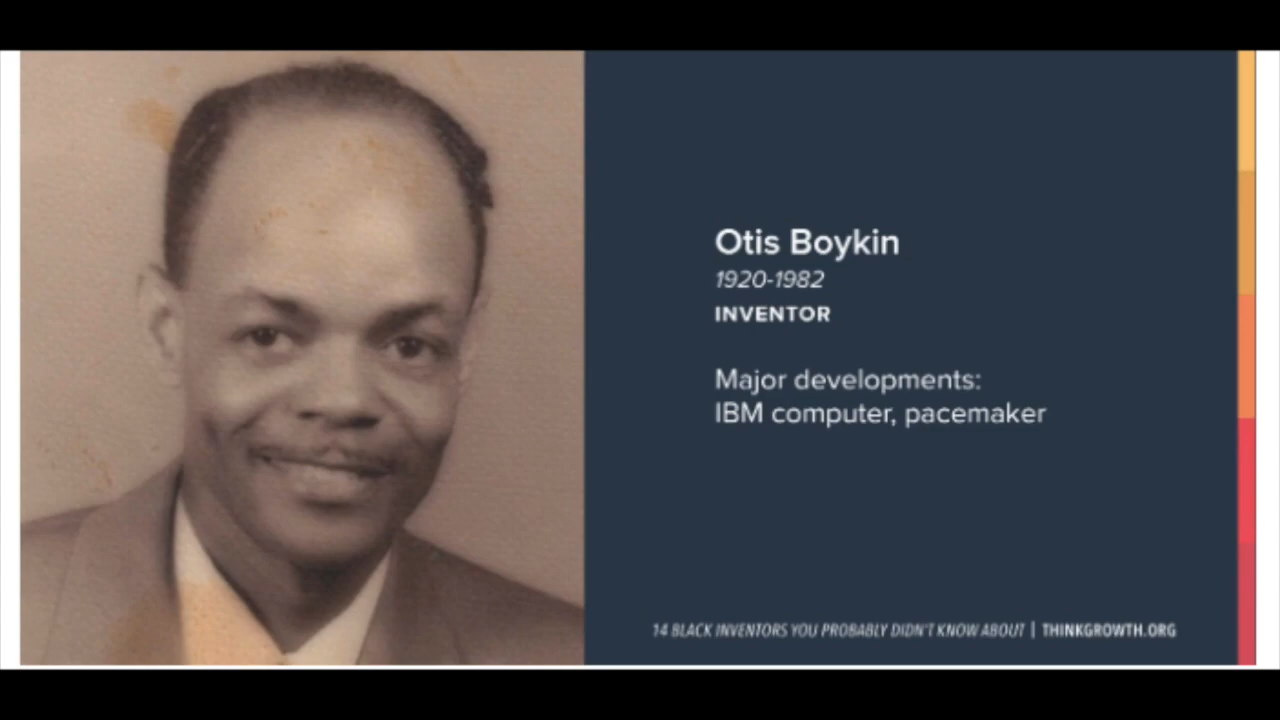 Otis Boykin
1920-1982
INVENTOR
Major developments:
IBM computer, pacemaker
14 BLACK INVENTORS YOU PROBABLY DIDN'T KNOW ABOUT | THINKGROWTH.ORG